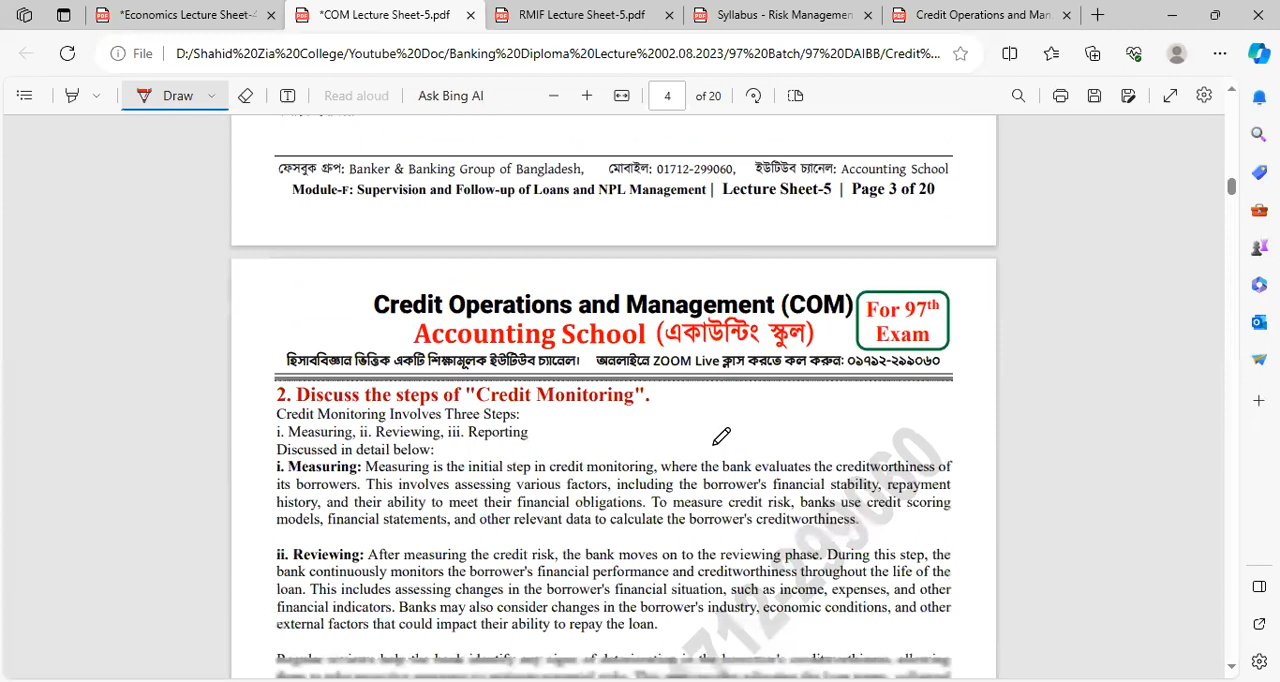 *Economics Lecture Sheet-4
*COM Lecture Sheet-5.pdf
RMIF Lecture Sheet-5.pdf
Syllabus - Risk Managemen
Credit Operations and Man
File
D:/Shahid%20Zia%20College/Youtube%20Doc/Banking%20Diploma%20Lecture%2002.08.2023/97%20Batch/97%20DAIBB/Credit%...
Draw
Read aloud
Ask Bing AI
4 of 20
ফেসবুক গ্রুপ: Banker & Banking Group of Bangladesh, মোবাইল: 01712-299060, ইউটিউব চ্যানেল: Accounting School
Module-F: Supervision and Follow-up of Loans and NPL Management | Lecture Sheet-5 | Page 3 of 20
Credit Operations and Management (COM)
For 97th
Exam
Accounting School (একাউন্টিং স্কুল)
হিসাববিজ্ঞান ভিত্তিক একটি শিক্ষামূলক ইউটিউব চ্যানেল। অনলাইনে ZOOM Live ক্লাস করতে কল করুন: ০১৭১২-২৯৯০৬০
2. Discuss the steps of "Credit Monitoring".
Credit Monitoring Involves Three Steps:
i. Measuring, ii. Reviewing, iii. Reporting
Discussed in detail below:
i. Measuring: Measuring is the initial step in credit monitoring, where the bank evaluates the creditworthiness of
its borrowers. This involves assessing various factors, including the borrower's financial stability, repayment
history, and their ability to meet their financial obligations. To measure credit risk, banks use credit scoring
models, financial statements, and other relevant data to calculate the borrower's creditworthiness.
ii. Reviewing: After measuring the credit risk, the bank moves on to the reviewing phase. During this step, the
bank continuously monitors the borrower's financial performance and creditworthiness throughout the life of the
loan. This includes assessing changes in the borrower's financial situation, such as income, expenses, and other
financial indicators. Banks may also consider changes in the borrower's industry, economic conditions, and other
external factors that could impact their ability to repay the loan.
712-299060